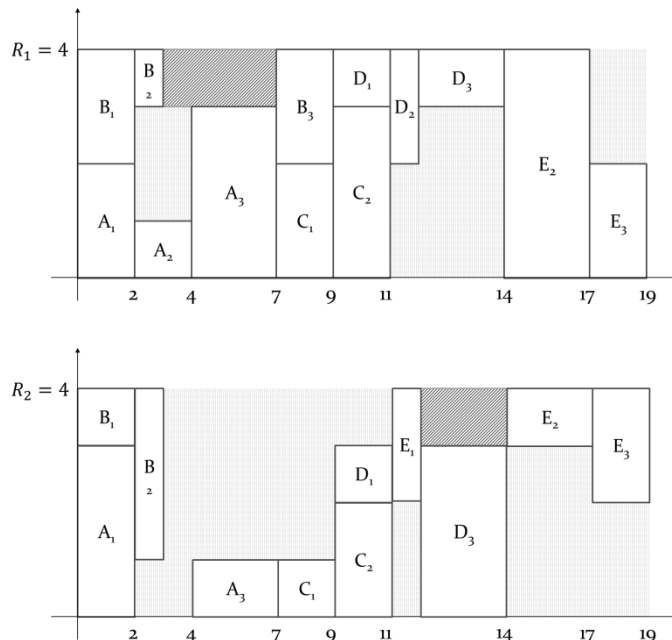 R₁ = 4
B₁
B₂
D₁
D₃
B₃
D₂
E₂
A₁
A₃
C₂
C₁
A₂
E₃
2 4 7 9 11 14 17 19
R₂ = 4
B₁
E₂
B₂
E₁
E₃
D₁
A₁
D₃
C₂
A₃
C₁
2 4 7 9 11 14 17 19